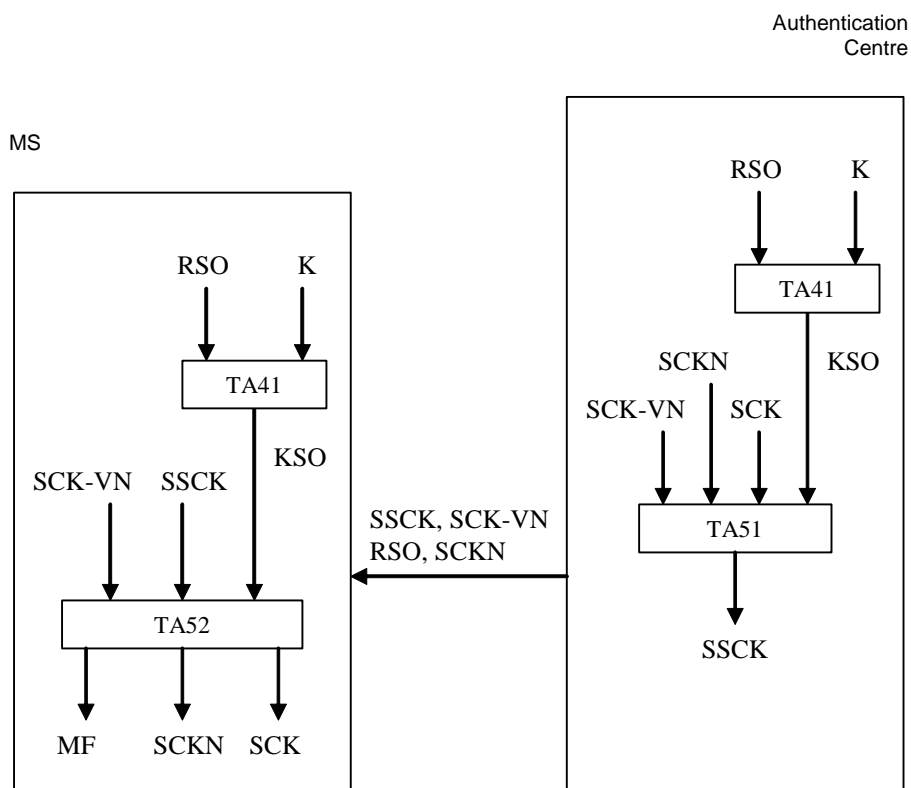 Authentication
Centre
MS
RSO K
TA41
KSO
SCK-VN SSCK
TA52
MF SCKN SCK
SSCK, SCK-VN
RSO, SCKN
RSO K
TA41
KSO
SCKN
SCK-VN SCK
TA51
SSCK